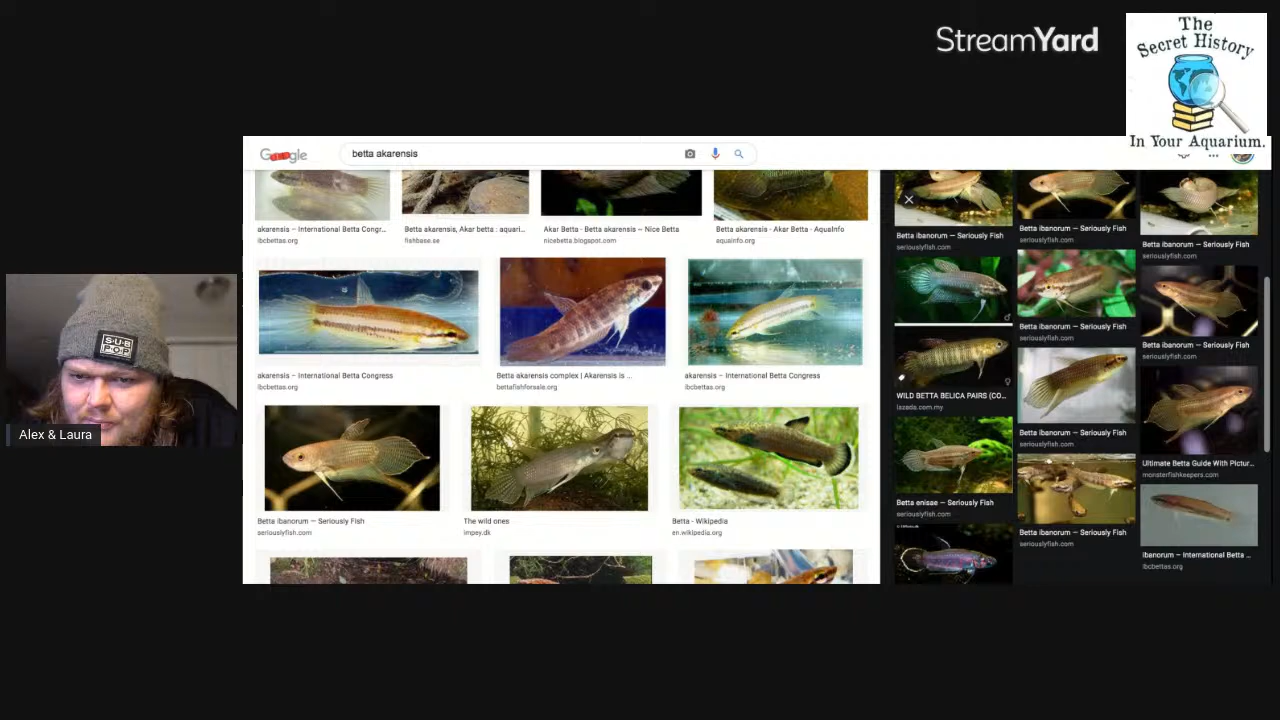 StreamYard
The
Secret History
In Your Aquarium.
Google
betta akarensis
akarensis — International Betta Congr...
ibcbettas.org
Betta akarensis, Akar betta : aquari...
fishbase.se
Akar Betta - Betta akarensis ~ Nice Betta
nicebetta.blogspot.com
Betta akarensis - Akar Betta - AquaInfo
aquainfo.org
akarensis — International Betta Congress
ibcbettas.org
Betta akarensis complex | Akarensis is ...
bettafishforsale.org
akarensis — International Betta Congress
ibcbettas.org
Betta ibanorum — Seriously Fish
seriouslyfish.com
The wild ones
impey.dk
Betta - Wikipedia
en.wikipedia.org
Betta ibanorum — Seriously Fish
seriouslyfish.com
WILD BETTA BELICA PAIRS (CO...
lazada.com.my
Betta enisae — Seriously Fish
seriouslyfish.com
Betta ibanorum — Seriously Fish
seriouslyfish.com
Betta ibanorum — Seriously Fish
seriouslyfish.com
Betta ibanorum — Seriously Fish
seriouslyfish.com
Betta ibanorum — Seriously Fish
seriouslyfish.com
Betta ibanorum — Seriously Fish
seriouslyfish.com
Betta ibanorum — Seriously Fish
seriouslyfish.com
Ultimate Betta Guide With Pictur...
monsterfishkeepers.com
ibanorum — International Betta ...
ibcbettas.org
SUB
POP
Alex & Laura